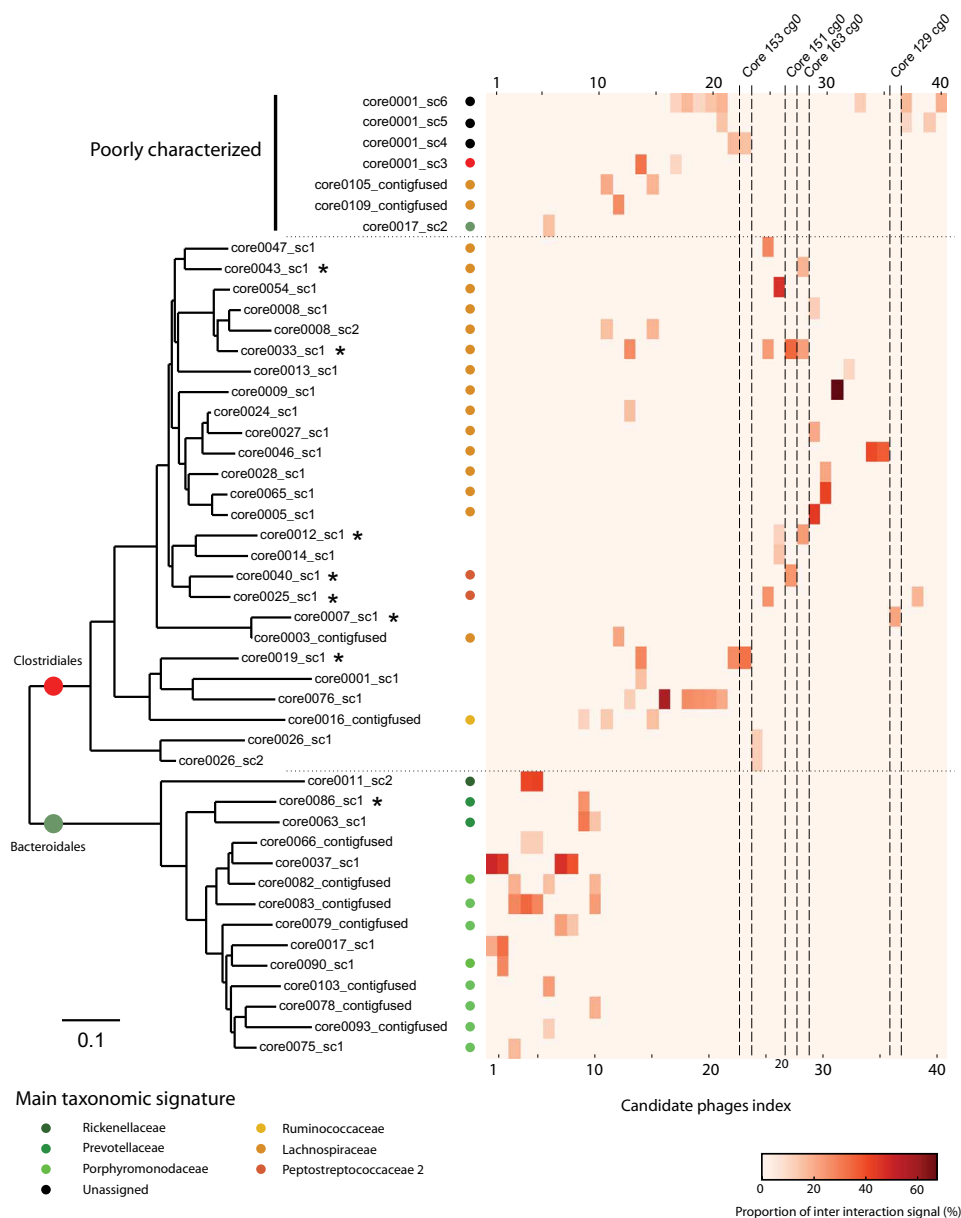 Core 153 cg0
Core 151 cg0
Core 163 cg0
Core 129 cg0
1 10 20 30 40
Poorly characterized
core0001_sc6
core0001_sc5
core0001_sc4
core0001_sc3
core0105_contigfused
core0109_contigfused
core0017_sc2
core0047_sc1
core0043_sc1 *
core0054_sc1
core0008_sc1
core0008_sc2
core0033_sc1 *
core0013_sc1
core0009_sc1
core0024_sc1
core0027_sc1
core0046_sc1
core0028_sc1
core0065_sc1
core0005_sc1
core0012_sc1 *
core0014_sc1
core0040_sc1 *
core0025_sc1 *
core0007_sc1 *
core0003_contigfused
core0019_sc1 *
Clostridiales
core0001_sc1
core0076_sc1
core0016_contigfused
core0026_sc1
core0026_sc2
core0011_sc2
core0086_sc1 *
core0063_sc1
Bacteroidales
core0066_contigfused
core0037_sc1
core0082_contigfused
core0083_contigfused
core0079_contigfused
core0017_sc1
core0090_sc1
core0103_contigfused
core0078_contigfused
core0093_contigfused
core0075_sc1
0.1
20
1 10 20 30 40
Candidate phages index
Main taxonomic signature
Rickenellaceae
Prevotellaceae
Porphyromonodaceae
Unassigned
Ruminococcaceae
Lachnospiraceae
Peptostreptococcaceae 2
0 20 40 60
Proportion of inter interaction signal (%)